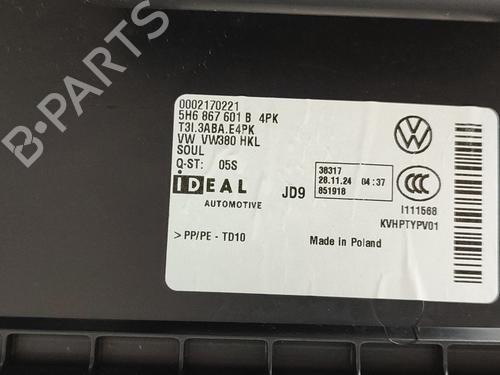 0002170221
5H6 867 601 B 4PK
T3I.3ABA.E4PK
VW VW380 HKL
SOUL
Q-ST: 05S
IDEAL
AUTOMOTIVE
JD9
38317
28.11.24 04:37
851918
I111568
KVHPTYPV01
> PP/PE - TD10
Made in Poland
B-PARTS